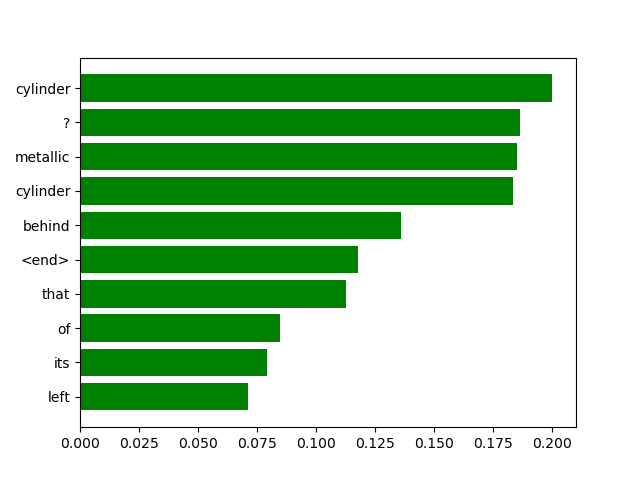 cylinder
?
metallic
cylinder
behind
<end>
that
of
its
left
0.000 0.025 0.050 0.075 0.100 0.125 0.150 0.175 0.200